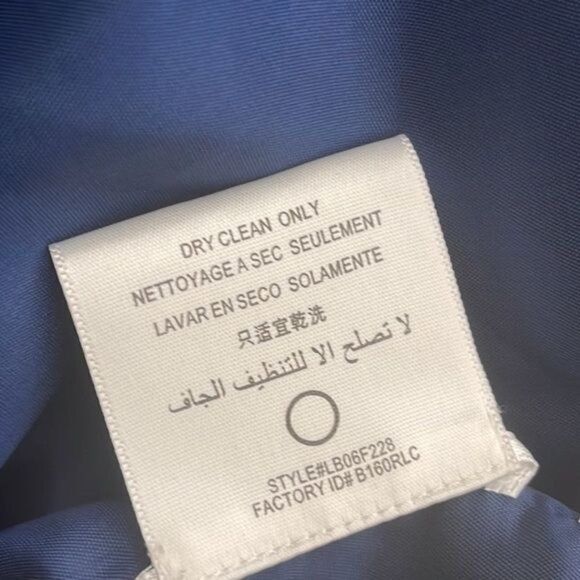 DRY CLEAN ONLY
NETTOYAGE A SEC SEULEMENT
LAVAR EN SECO SOLAMENTE
只适宜乾洗
لا تصلح الا للتنظيف الجاف
STYLE#LB06F228
FACTORY ID# B160RLC